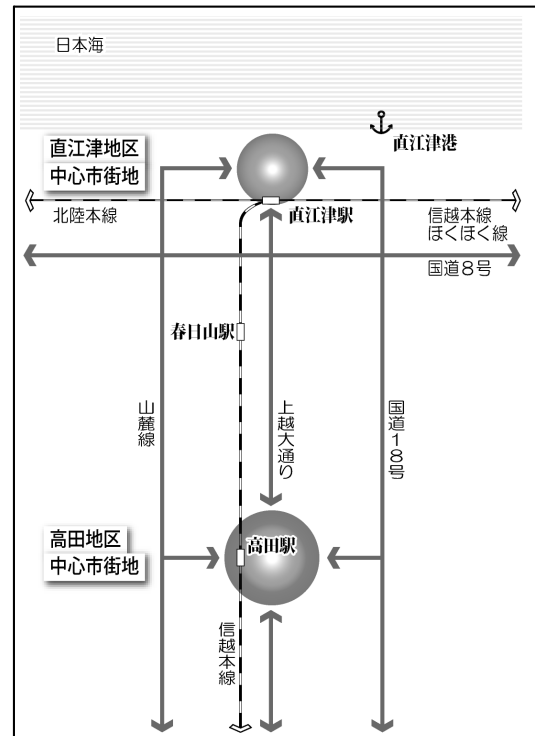 日本海
直江津港
直江津地区
中心市街地
直江津駅
北陸本線
信越本線
ほくほく線
国道8号
春日山駅
山麓線
上越大通り
国道18号
高田地区
中心市街地
高田駅
信越本線